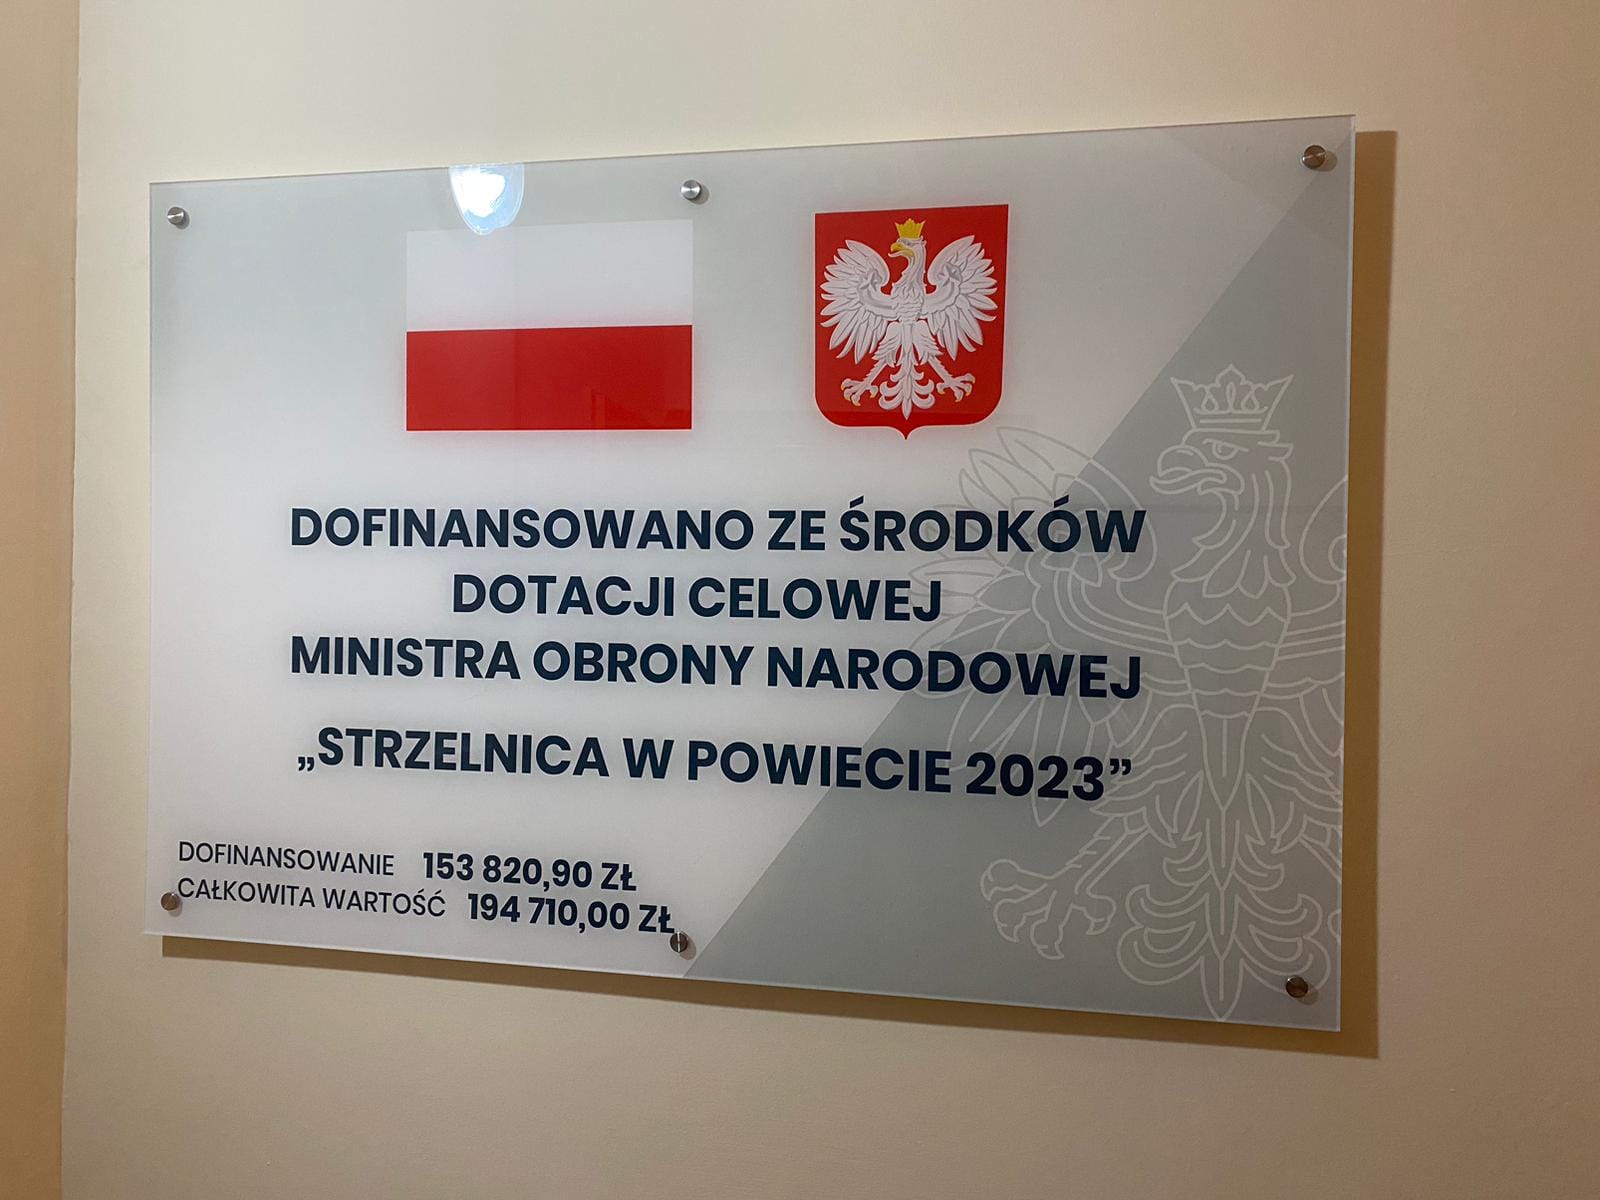 DOFINANSOWANO ZE ŚRODKÓW
DOTACJI CELOWEJ
MINISTRA OBRONY NARODOWEJ
„STRZELNICA W POWIECIE 2023”
DOFINANSOWANIE 153 820,90 ZŁ
CAŁKOWITA WARTOŚĆ 194 710,00 ZŁ